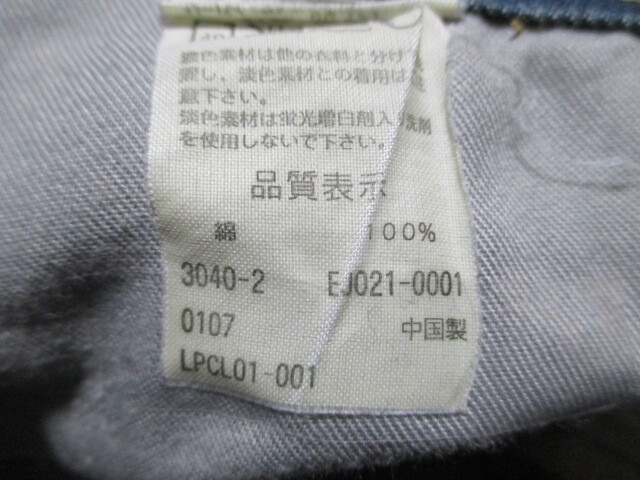 濃色素材は他の衣料と分け
濯し、淡色素材との着用は
意下さい。
淡色素材は蛍光増白剤入り洗剤
を使用しないで下さい。
品質表示
綿 100%
3040-2 EJ021-0001
0107 中国製
LPCL01-001